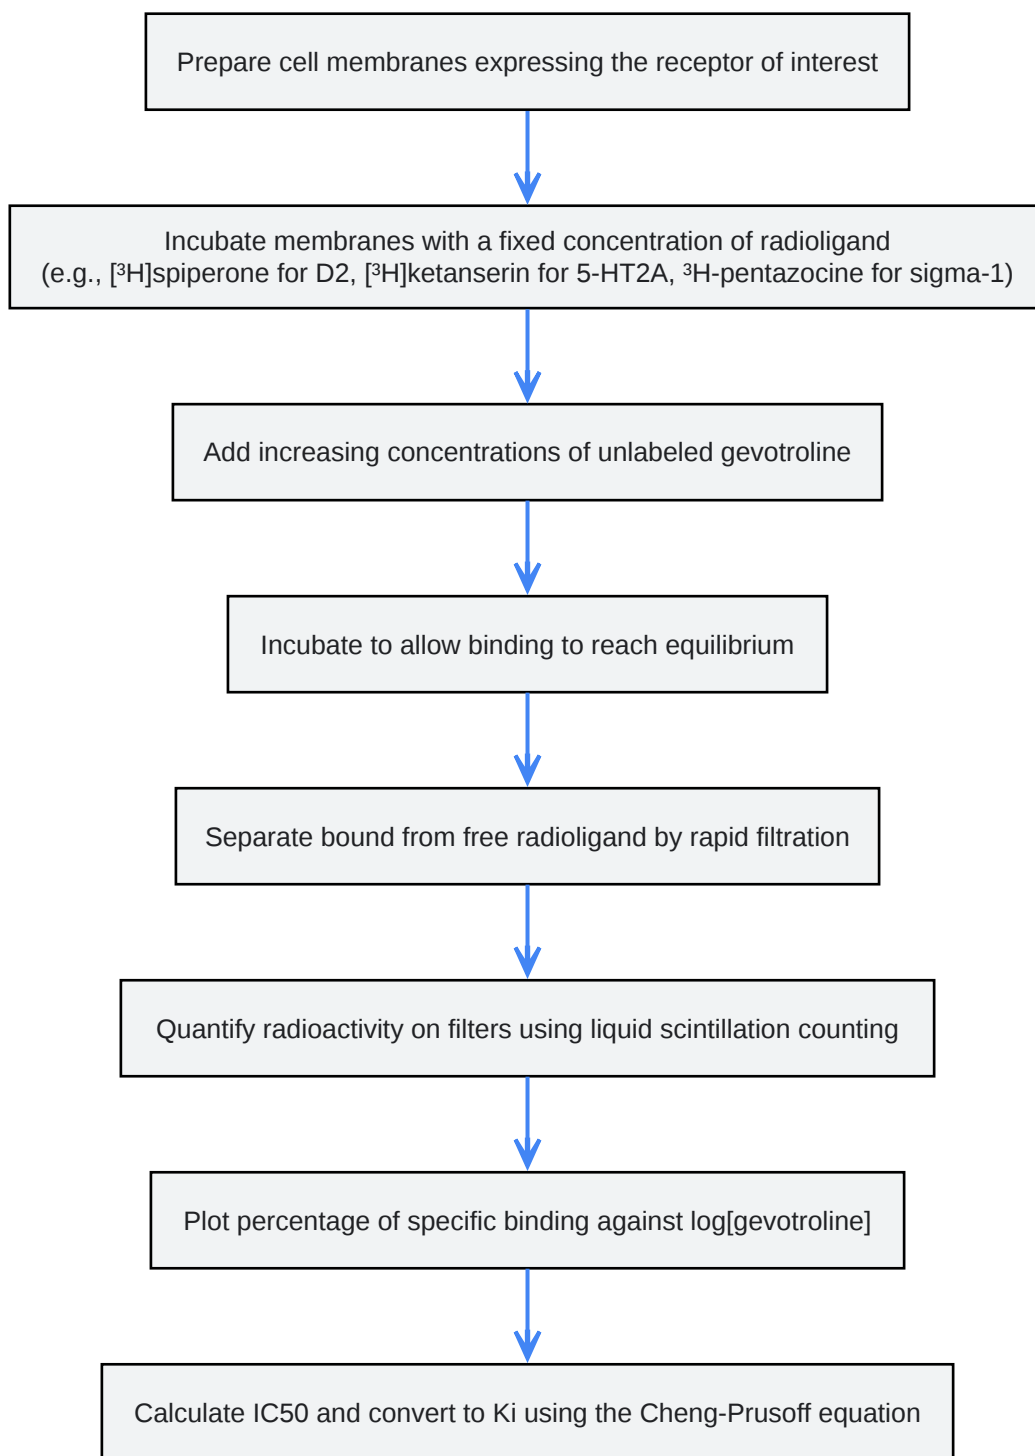 Prepare cell membranes expressing the receptor of interest
Incubate membranes with a fixed concentration of radioligand
(e.g., [³H]spiperone for D2, [³H]ketanserin for 5-HT2A, ³H-pentazocine for sigma-1)
Add increasing concentrations of unlabeled gevotroline
Incubate to allow binding to reach equilibrium
Separate bound from free radioligand by rapid filtration
Quantify radioactivity on filters using liquid scintillation counting
Plot percentage of specific binding against log[gevotroline]
Calculate IC50 and convert to Ki using the Cheng-Prusoff equation